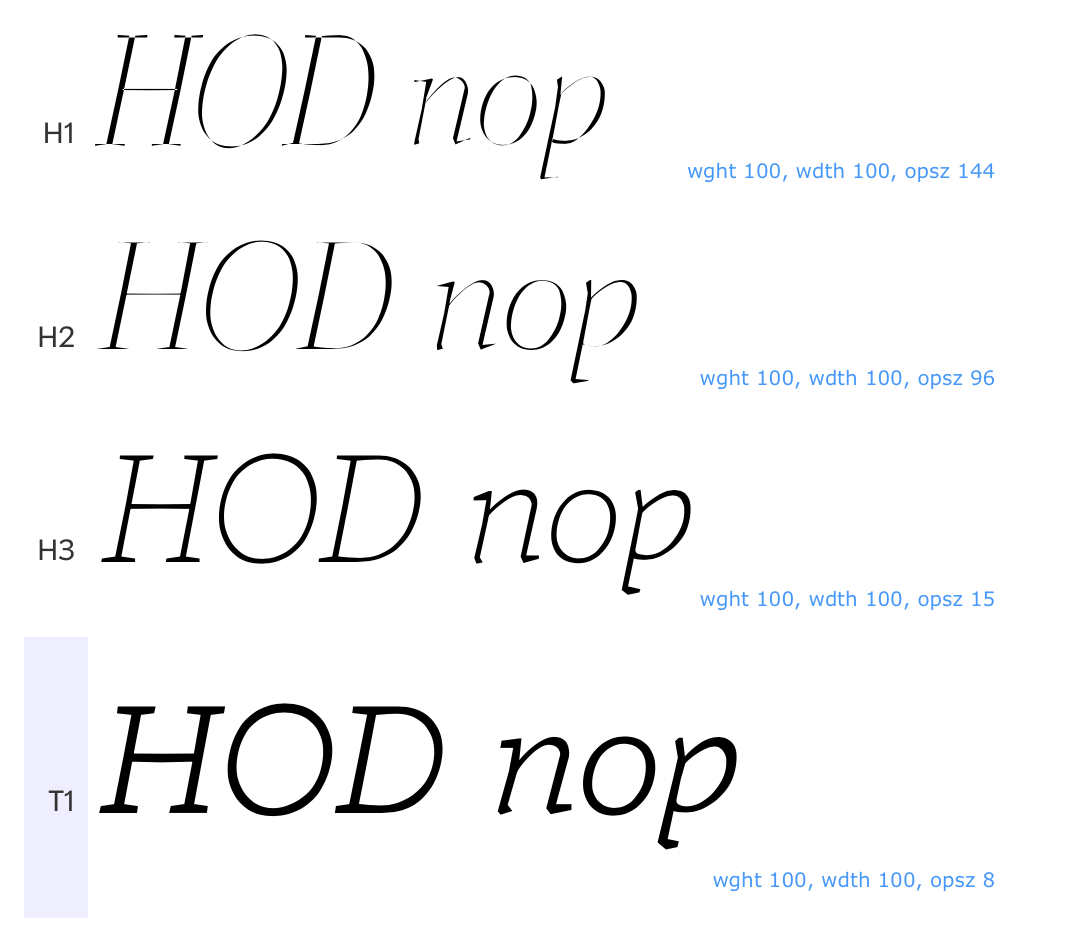 H1 HOD nop
wght 100, wdth 100, opsz 144
H2 HOD nop
wght 100, wdth 100, opsz 96
H3 HOD nop
wght 100, wdth 100, opsz 15
T1 HOD nop
wght 100, wdth 100, opsz 8